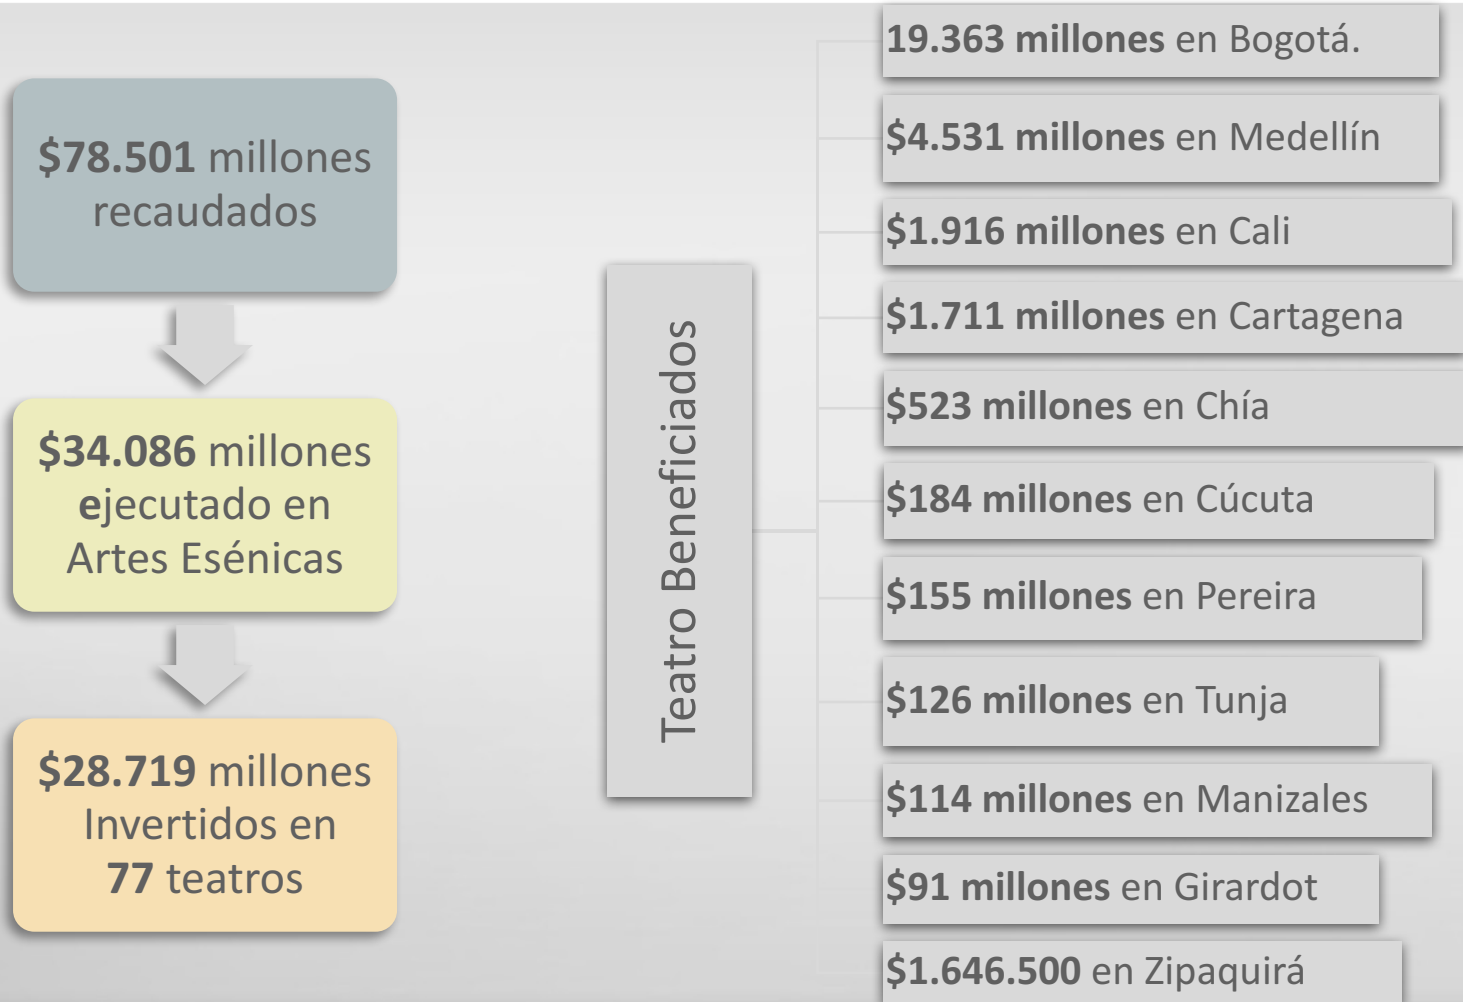 $78.501 millones
recaudados
$34.086 millones
ejecutado en
Artes Esénicas
$28.719 millones
Invertidos en
77 teatros
Teatro Beneficiados
19.363 millones en Bogotá.
$4.531 millones en Medellín
$1.916 millones en Cali
$1.711 millones en Cartagena
$523 millones en Chía
$184 millones en Cúcuta
$155 millones en Pereira
$126 millones en Tunja
$114 millones en Manizales
$91 millones en Girardot
$1.646.500 en Zipaquirá